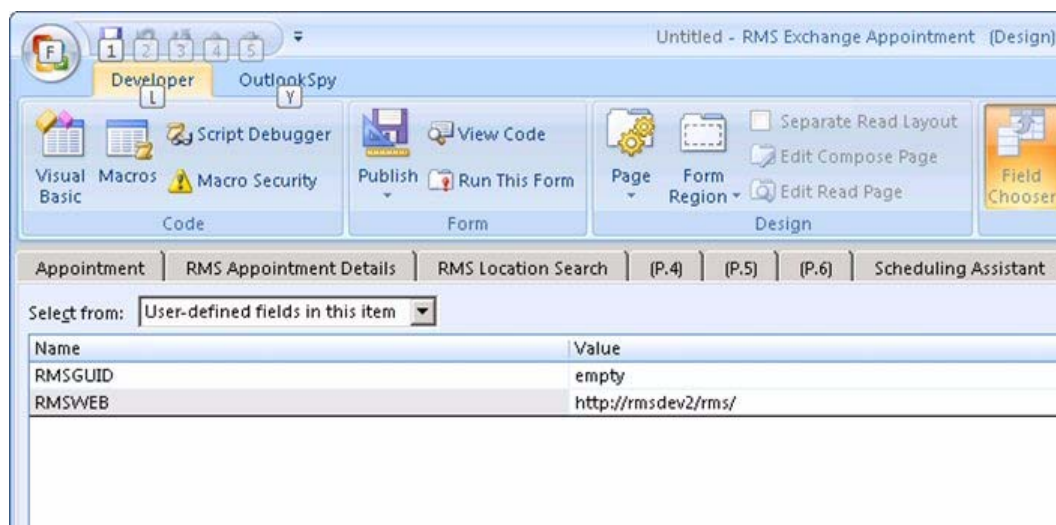 F 1 2 3 4 5
Untitled - RMS Exchange Appointment (Design)
Developer OutlookSpy
L Y
Visual Basic Macros Script Debugger Macro Security
Code
Publish View Code Run This Form
Form
Page Form Region Separate Read Layout Edit Compose Page Edit Read Page
Design
Field Chooser
Appointment RMS Appointment Details RMS Location Search (P.4) (P.5) (P.6) Scheduling Assistant
Select from: User-defined fields in this item
Name Value
RMSGUID empty
RMSWEB http://rmsdev2/rms/